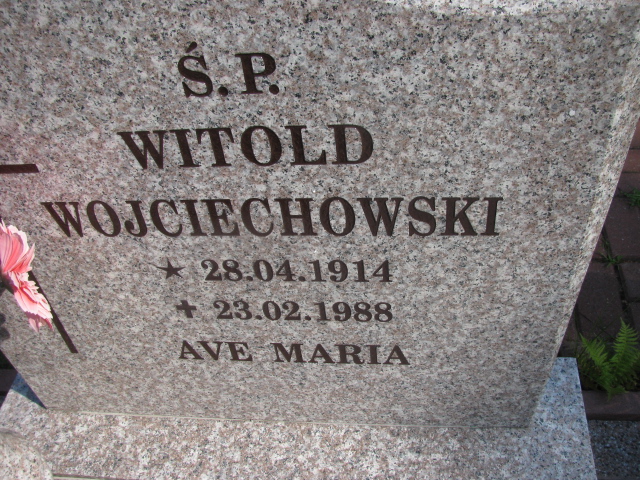 Ś.P.
WITOLD
WOJCIECHOWSKI
★ 28.04.1914
✝ 23.02.1988
AVE MARIA